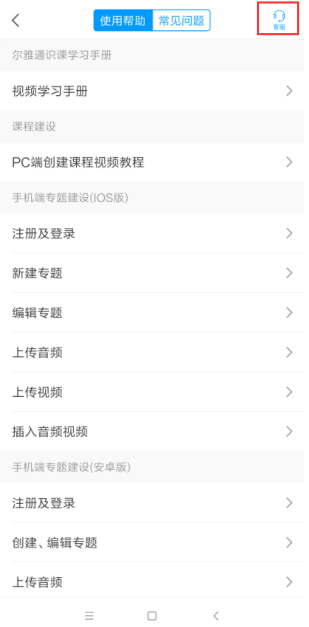 使用帮助 常见问题
客服
尔雅通识课学习手册
视频学习手册
课程建设
PC端创建课程视频教程
手机端专题建设(IOS版)
注册及登录
新建专题
编辑专题
上传音频
上传视频
插入音频视频
手机端专题建设(安卓版)
注册及登录
创建、编辑专题
上传音频